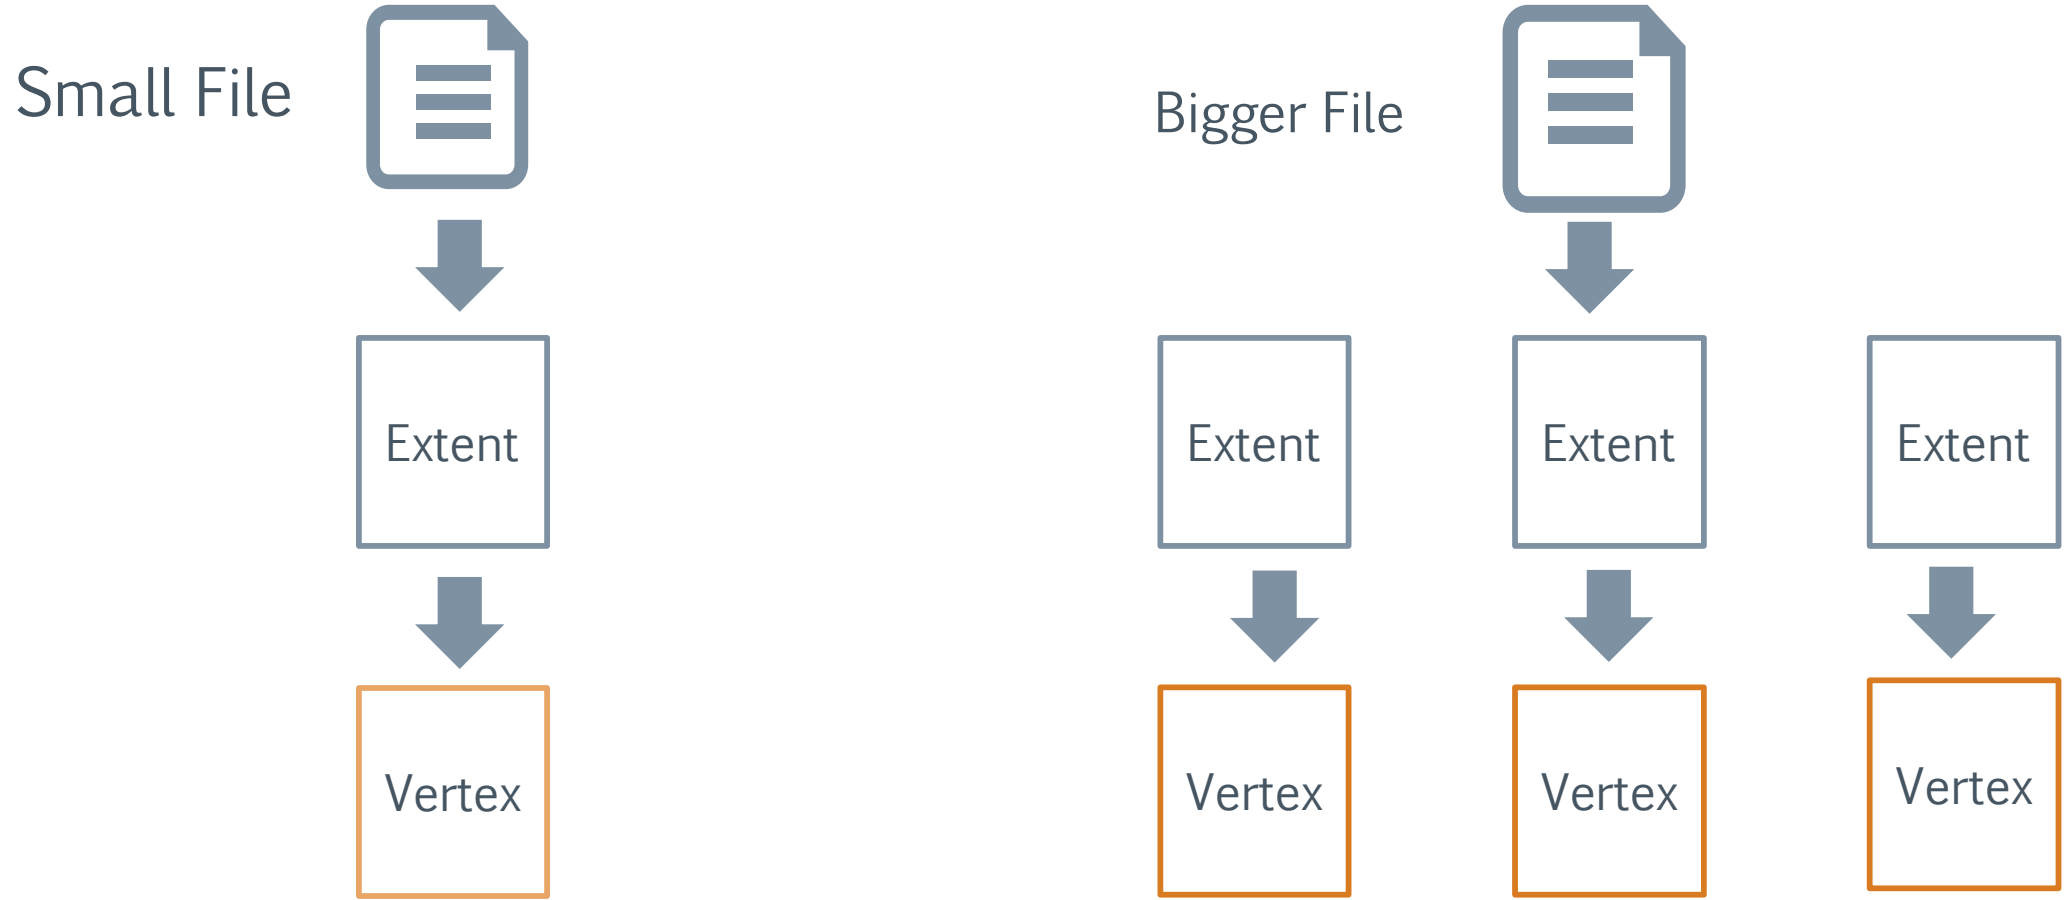 Small File
Bigger File
Extent
Extent
Extent
Extent
Vertex
Vertex
Vertex
Vertex